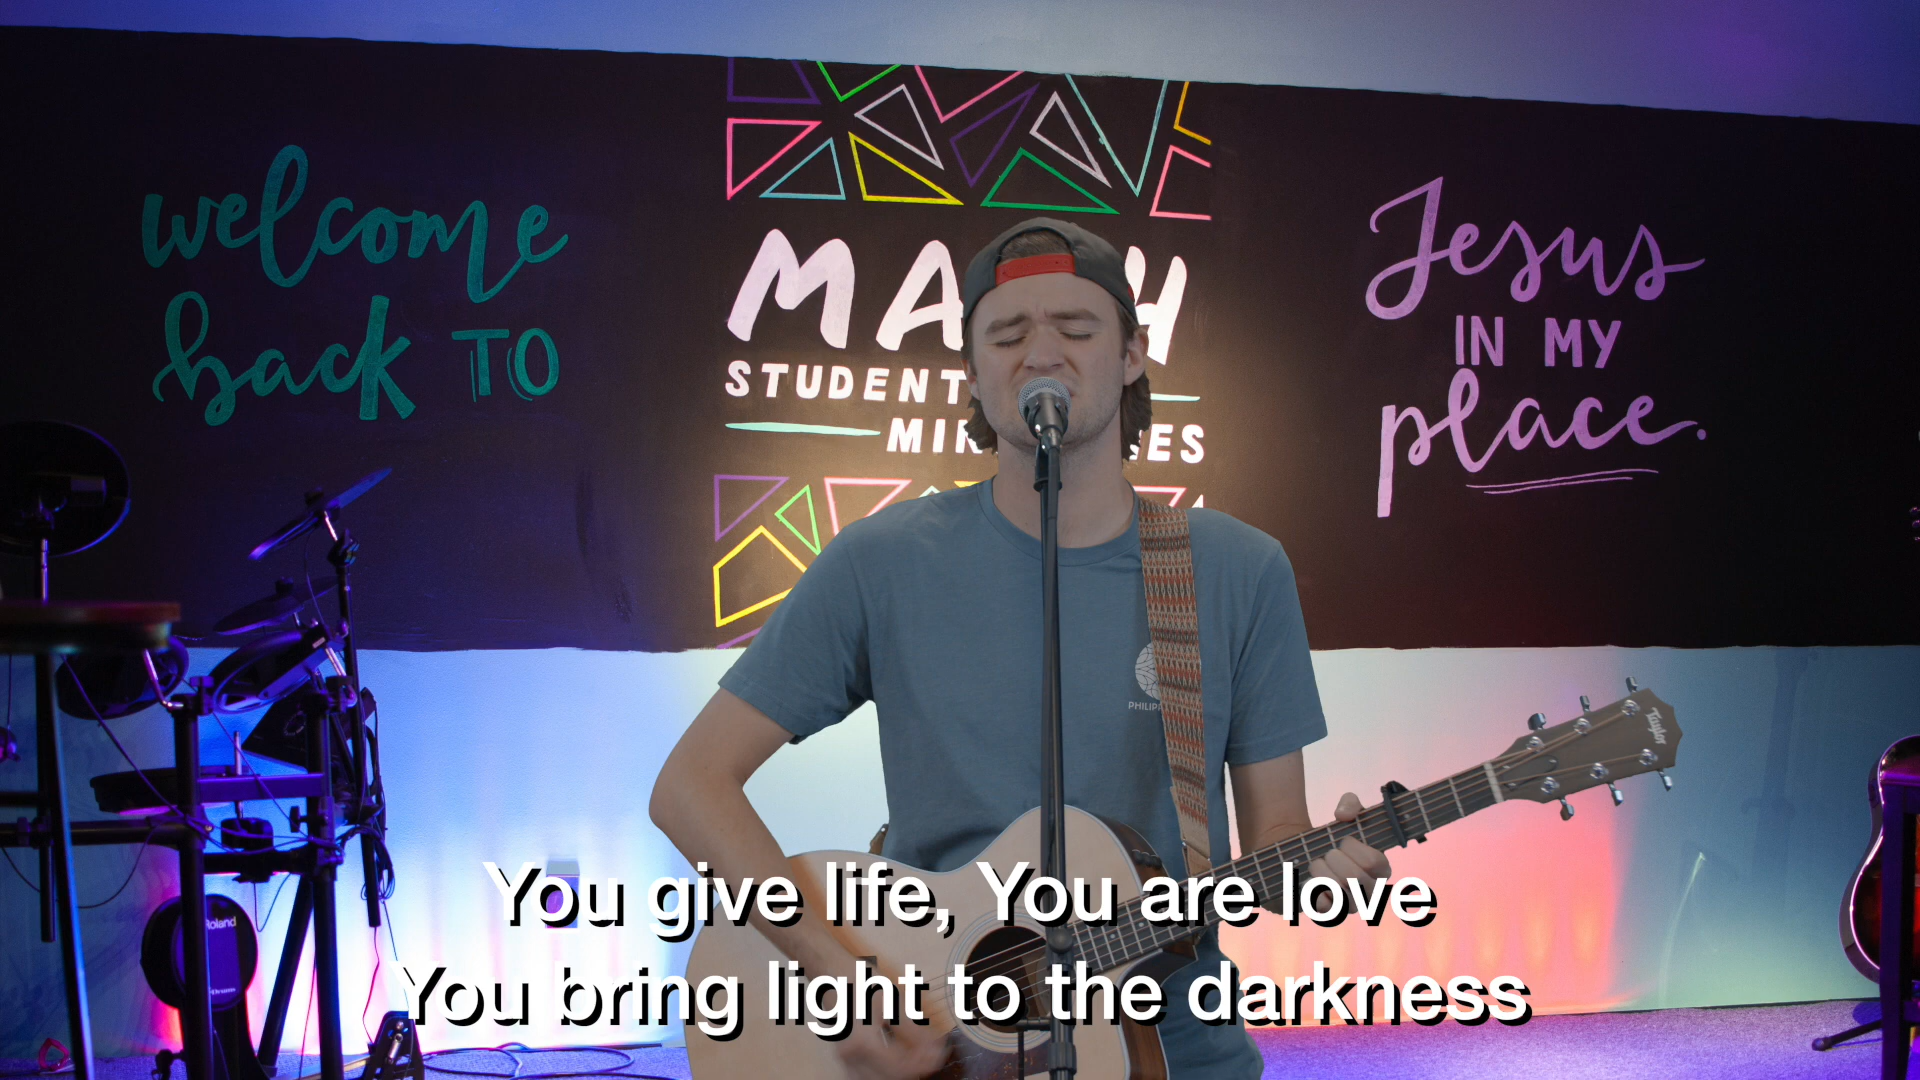 welcome
back TO
STUDENT
Jesus
IN MY
place.
Taylor
Roland
You give life, You are love
You bring light to the darkness